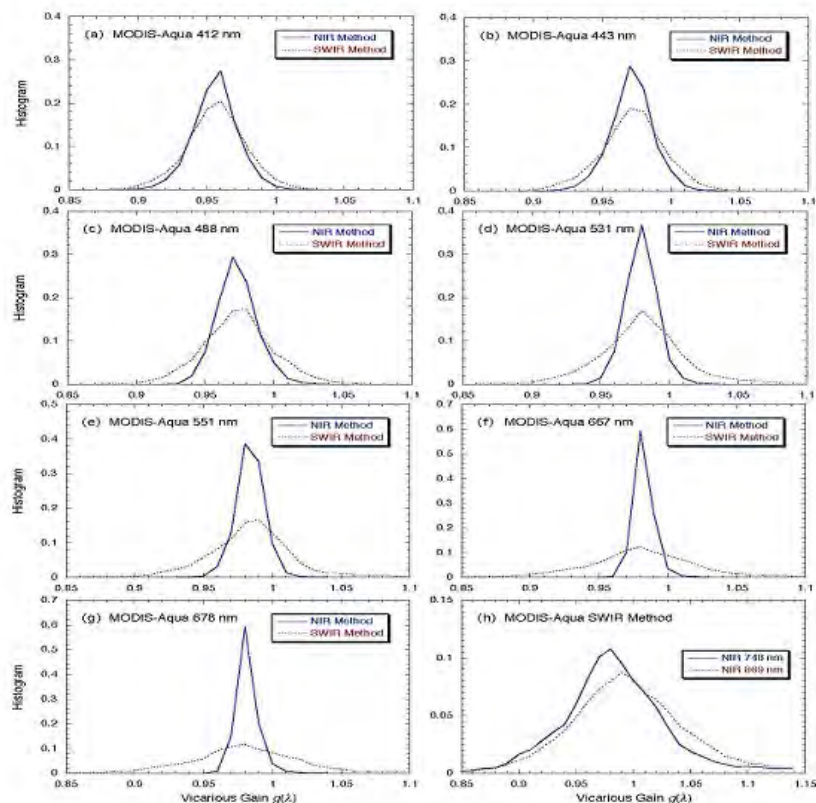 (a) MODIS-Aqua 412 nm
NIR Method
SWIR Method
Histogram
0.4
0.3
0.2
0.1
0
0.85 0.9 0.95 1 1.05 1.1
(b) MODIS-Aqua 443 nm
NIR Method
SWIR Method
0.4
0.3
0.2
0.1
0
0.85 0.9 0.95 1 1.05 1.1
(c) MODIS-Aqua 488 nm
NIR Method
SWIR Method
Histogram
0.4
0.3
0.2
0.1
0
0.85 0.9 0.95 1 1.05 1.1
(d) MODIS-Aqua 531 nm
NIR Method
SWIR Method
0.4
0.3
0.2
0.1
0
0.85 0.9 0.95 1 1.05 1.1
(e) MODIS-Aqua 551 nm
NIR Method
SWIR Method
Histogram
0.5
0.4
0.3
0.2
0.1
0
0.85 0.9 0.95 1 1.05 1.1
(f) MODIS-Aqua 667 nm
NIR Method
SWIR Method
0.7
0.6
0.5
0.4
0.3
0.2
0.1
0
0.85 0.9 0.95 1 1.05 1.1
(g) MODIS-Aqua 678 nm
NIR Method
SWIR Method
Histogram
0.7
0.6
0.5
0.4
0.3
0.2
0.1
0
0.85 0.9 0.95 1 1.05 1.1
Vicarious Gain g(λ)
(h) MODIS-Aqua SWIR Method
NIR 748 nm
NIR 869 nm
0.15
0.1
0.05
0
0.85 0.9 0.95 1 1.05 1.1 1.15
Vicarious Gain g(λ)